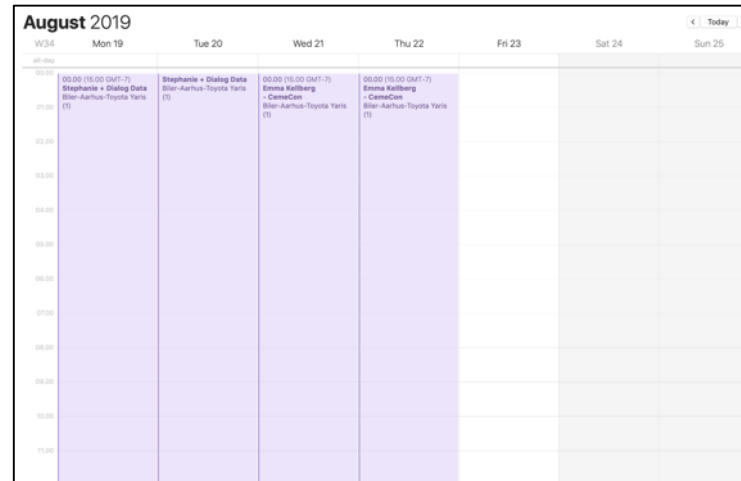 August 2019
< Today
W34 Mon 19 Tue 20 Wed 21 Thu 22 Fri 23 Sat 24 Sun 25
all-day
00.00
00.00 (15.00 GMT-7)
Stephanie + Dialog Data
Biler-Aarhus-Toyota Yaris
(1)
Stephanie + Dialog Data
Biler-Aarhus-Toyota Yaris
(1)
00.00 (15.00 GMT-7)
Emma Kellberg
- CemeCon
Biler-Aarhus-Toyota Yaris
(1)
00.00 (15.00 GMT-7)
Emma Kellberg
- CemeCon
Biler-Aarhus-Toyota Yaris
(1)
01.00
02.00
03.00
04.00
05.00
06.00
07.00
08.00
09.00
10.00
11.00